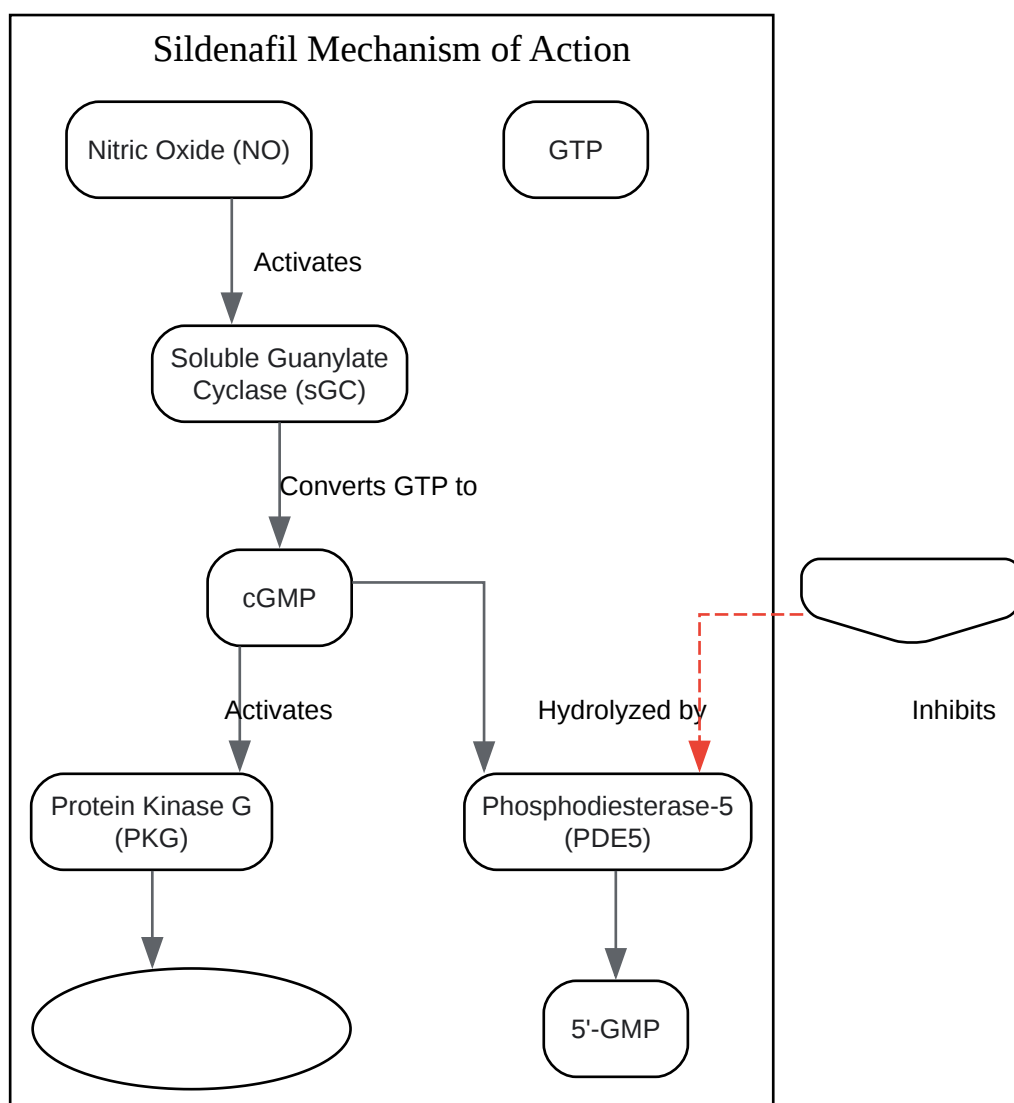 Sildenafil Mechanism of Action
Nitric Oxide (NO)
GTP
Activates
Soluble Guanylate
Cyclase (sGC)
Converts GTP to
cGMP
Activates
Hydrolyzed by
Inhibits
Protein Kinase G
(PKG)
Phosphodiesterase-5
(PDE5)
5'-GMP